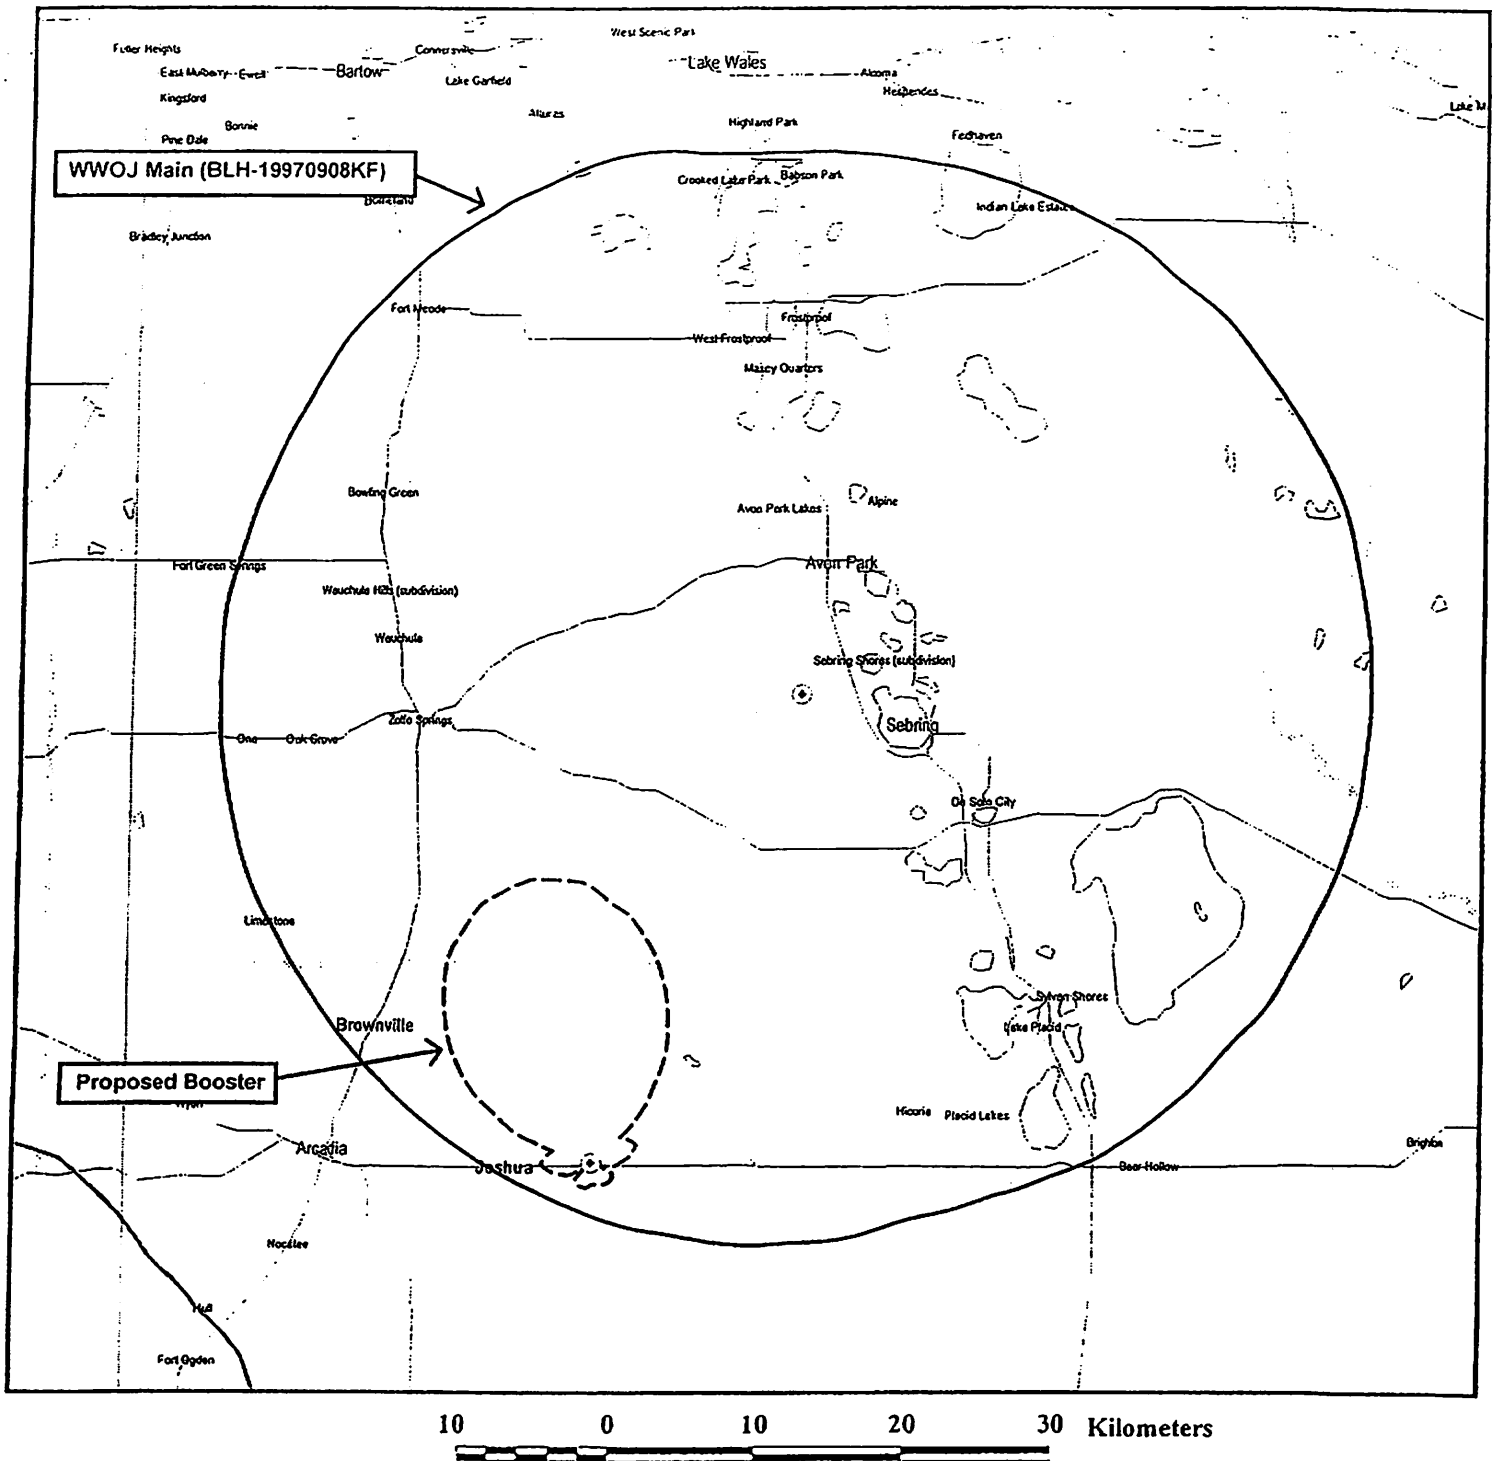 West Scenic Park
Fuller Heights
Connersville
Lake Wales
East Mulberry
Ewell
Bartow
Lake Garfield
Alcoma
Hesperides
Kingsford
Alturas
Highland Park
Bonnie
Fedhaven
Pine Dale
WWOJ Main (BLH-19970908KF)
Crooked Lake Park
Babson Park
Indian Lake Estates
Bradley Junction
Fort Meade
Frostproof
West Frostproof
Maxcy Quarters
Bowling Green
Avon Park Lakes
Alpine
Fort Green Springs
Avon Park
Wauchula Hills (subdivision)
Wauchula
Sebring Shores (subdivision)
Zolfo Springs
Sebring
Ona
Oak Grove
De Soto City
Limestone
Sylvan Shores
Brownville
Lake Placid
Proposed Booster
Hicoria
Placid Lakes
Arcadia
Brighton
Joshua
Bear Hollow
Nocatee
Hull
Fort Ogden
10 0 10 20 30 Kilometers